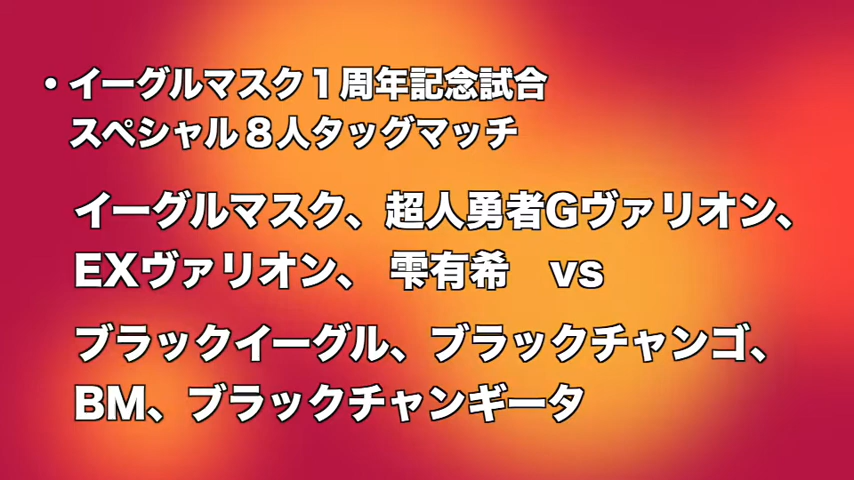 ・イーグルマスク１周年記念試合
スペシャル８人タッグマッチ
イーグルマスク、超人勇者Gヴァリオン、
EXヴァリオン、 雫有希　vs
ブラックイーグル、ブラックチャンゴ、
BM、ブラックチャンギータ